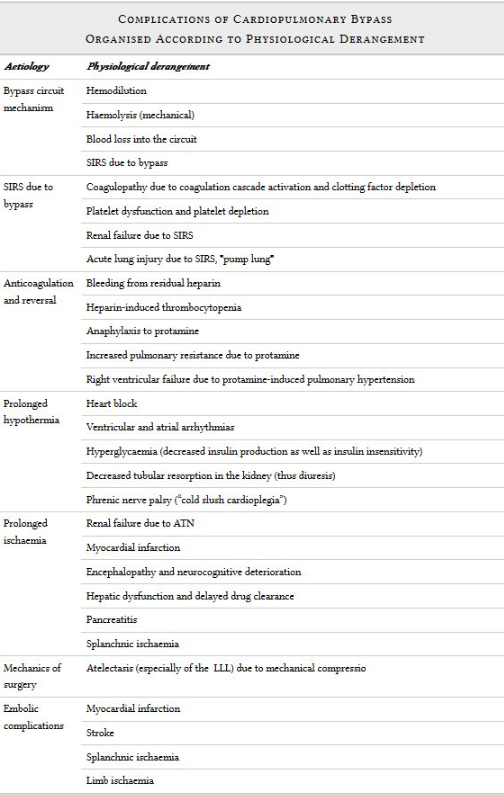 COMPLICATIONS OF CARDIOPULMONARY BYPASS
ORGANISED ACCORDING TO PHYSIOLOGICAL DERANGEMENT
Aetiology Physiological derangement
Bypass circuit mechanism Hemodilution
Haemolysis (mechanical)
Blood loss into the circuit
SIRS due to bypass
SIRS due to bypass Coagulopathy due to coagulation cascade activation and clotting factor depletion
Platelet dysfunction and platelet depletion
Renal failure due to SIRS
Acute lung injury due to SIRS, "pump lung"
Anticoagulation and reversal Bleeding from residual heparin
Heparin-induced thrombocytopenia
Anaphylaxis to protamine
Increased pulmonary resistance due to protamine
Right ventricular failure due to protamine-induced pulmonary hypertension
Prolonged hypothermia Heart block
Ventricular and atrial arrhythmias
Hyperglycaemia (decreased insulin production as well as insulin insensitivity)
Decreased tubular resorption in the kidney (thus diuresis)
Phrenic nerve palsy ("cold slush cardioplegia")
Prolonged ischaemia Renal failure due to ATN
Myocardial infarction
Encephalopathy and neurocognitive deterioration
Hepatic dysfunction and delayed drug clearance
Pancreatitis
Splanchnic ischaemia
Mechanics of surgery Atelectasis (especially of the LLL) due to mechanical compressio
Embolic complications Myocardial infarction
Stroke
Splanchnic ischaemia
Limb ischaemia